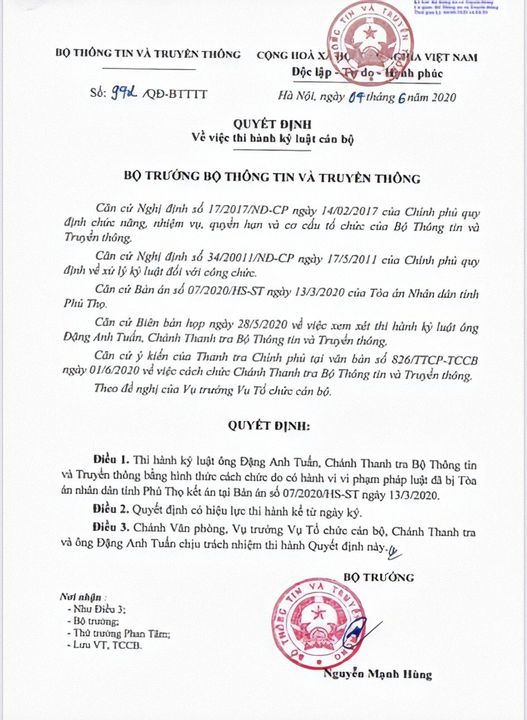 BỘ THÔNG TIN VÀ TRUYỀN THÔNG
CỘNG HOÀ XÃ HỘI NGHĨA VIỆT NAM
Độc lập - Tự do - Hạnh phúc
Số: /QĐ-BTTTT
Hà Nội, ngày 04 tháng 6 năm 2020
QUYẾT ĐỊNH
Về việc thi hành kỷ luật cán bộ
BỘ TRƯỞNG BỘ THÔNG TIN VÀ TRUYỀN THÔNG
Căn cứ Nghị định số 17/2017/NĐ-CP ngày 14/02/2017 của Chính phủ quy
định chức năng, nhiệm vụ, quyền hạn và cơ cấu tổ chức của Bộ Thông tin và
Truyền thông.
Căn cứ Nghị định số 34/20011/NĐ-CP ngày 17/5/2011 của Chính phủ quy
định về xử lý kỷ luật đối với công chức.
Căn cứ Bản án số 07/2020/HS-ST ngày 13/3/2020 của Tòa án Nhân dân tỉnh
Phú Thọ.
Căn cứ Biên bản họp ngày 28/5/2020 về việc xem xét thi hành kỷ luật ông
Đặng Anh Tuấn, Chánh Thanh tra Bộ Thông tin và Truyền thông.
Căn cứ ý kiến của Thanh tra Chính phủ tại văn bản số 826/TTCP-TCCB
ngày 01/6/2020 về việc cách chức Chánh Thanh tra Bộ Thông tin và Truyền thông.
Theo đề nghị của Vụ trưởng Vụ Tổ chức cán bộ.
QUYẾT ĐỊNH:
Điều 1. Thi hành kỷ luật ông Đặng Anh Tuấn, Chánh Thanh tra Bộ Thông tin
và Truyền thông bằng hình thức cách chức do có hành vi vi phạm pháp luật đã bị Tòa
án nhân dân tỉnh Phú Thọ kết án tại Bản án số 07/2020/HS-ST ngày 13/3/2020.
Điều 2. Quyết định có hiệu lực thi hành kể từ ngày ký.
Điều 3. Chánh Văn phòng, Vụ trưởng Vụ Tổ chức cán bộ, Chánh Thanh tra
và ông Đặng Anh Tuấn chịu trách nhiệm thi hành Quyết định này.
BỘ TRƯỞNG
Nơi nhận :
- Như Điều 3;
- Bộ trưởng;
- Thứ trưởng Phan Tâm;
- Lưu VT, TCCB.
BỘ THÔNG TIN VÀ TRUYỀN THÔNG
Nguyễn Mạnh Hùng